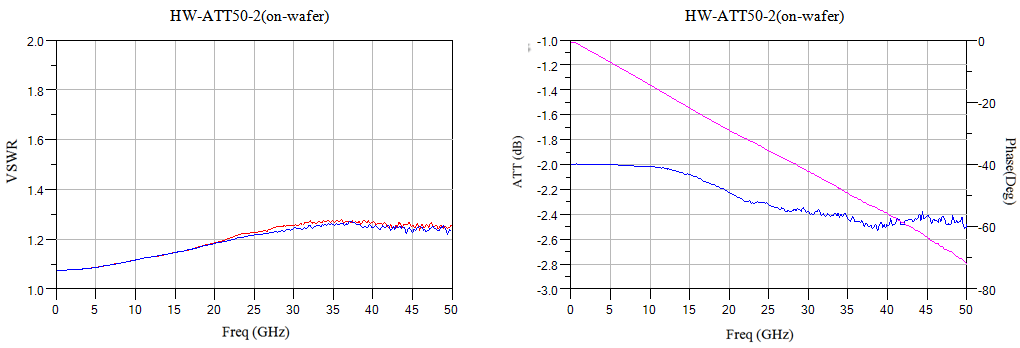 HW-ATT50-2(on-wafer)
2.0
1.8
1.6
1.4
1.2
1.0
VSWR
0 5 10 15 20 25 30 35 40 45 50
Freq (GHz)
HW-ATT50-2(on-wafer)
-1.0
-1.2
-1.4
-1.6
-1.8
-2.0
-2.2
-2.4
-2.6
-2.8
-3.0
ATT (dB)
0
-20
-40
-60
-80
Phase(Deg)
0 5 10 15 20 25 30 35 40 45 50
Freq (GHz)